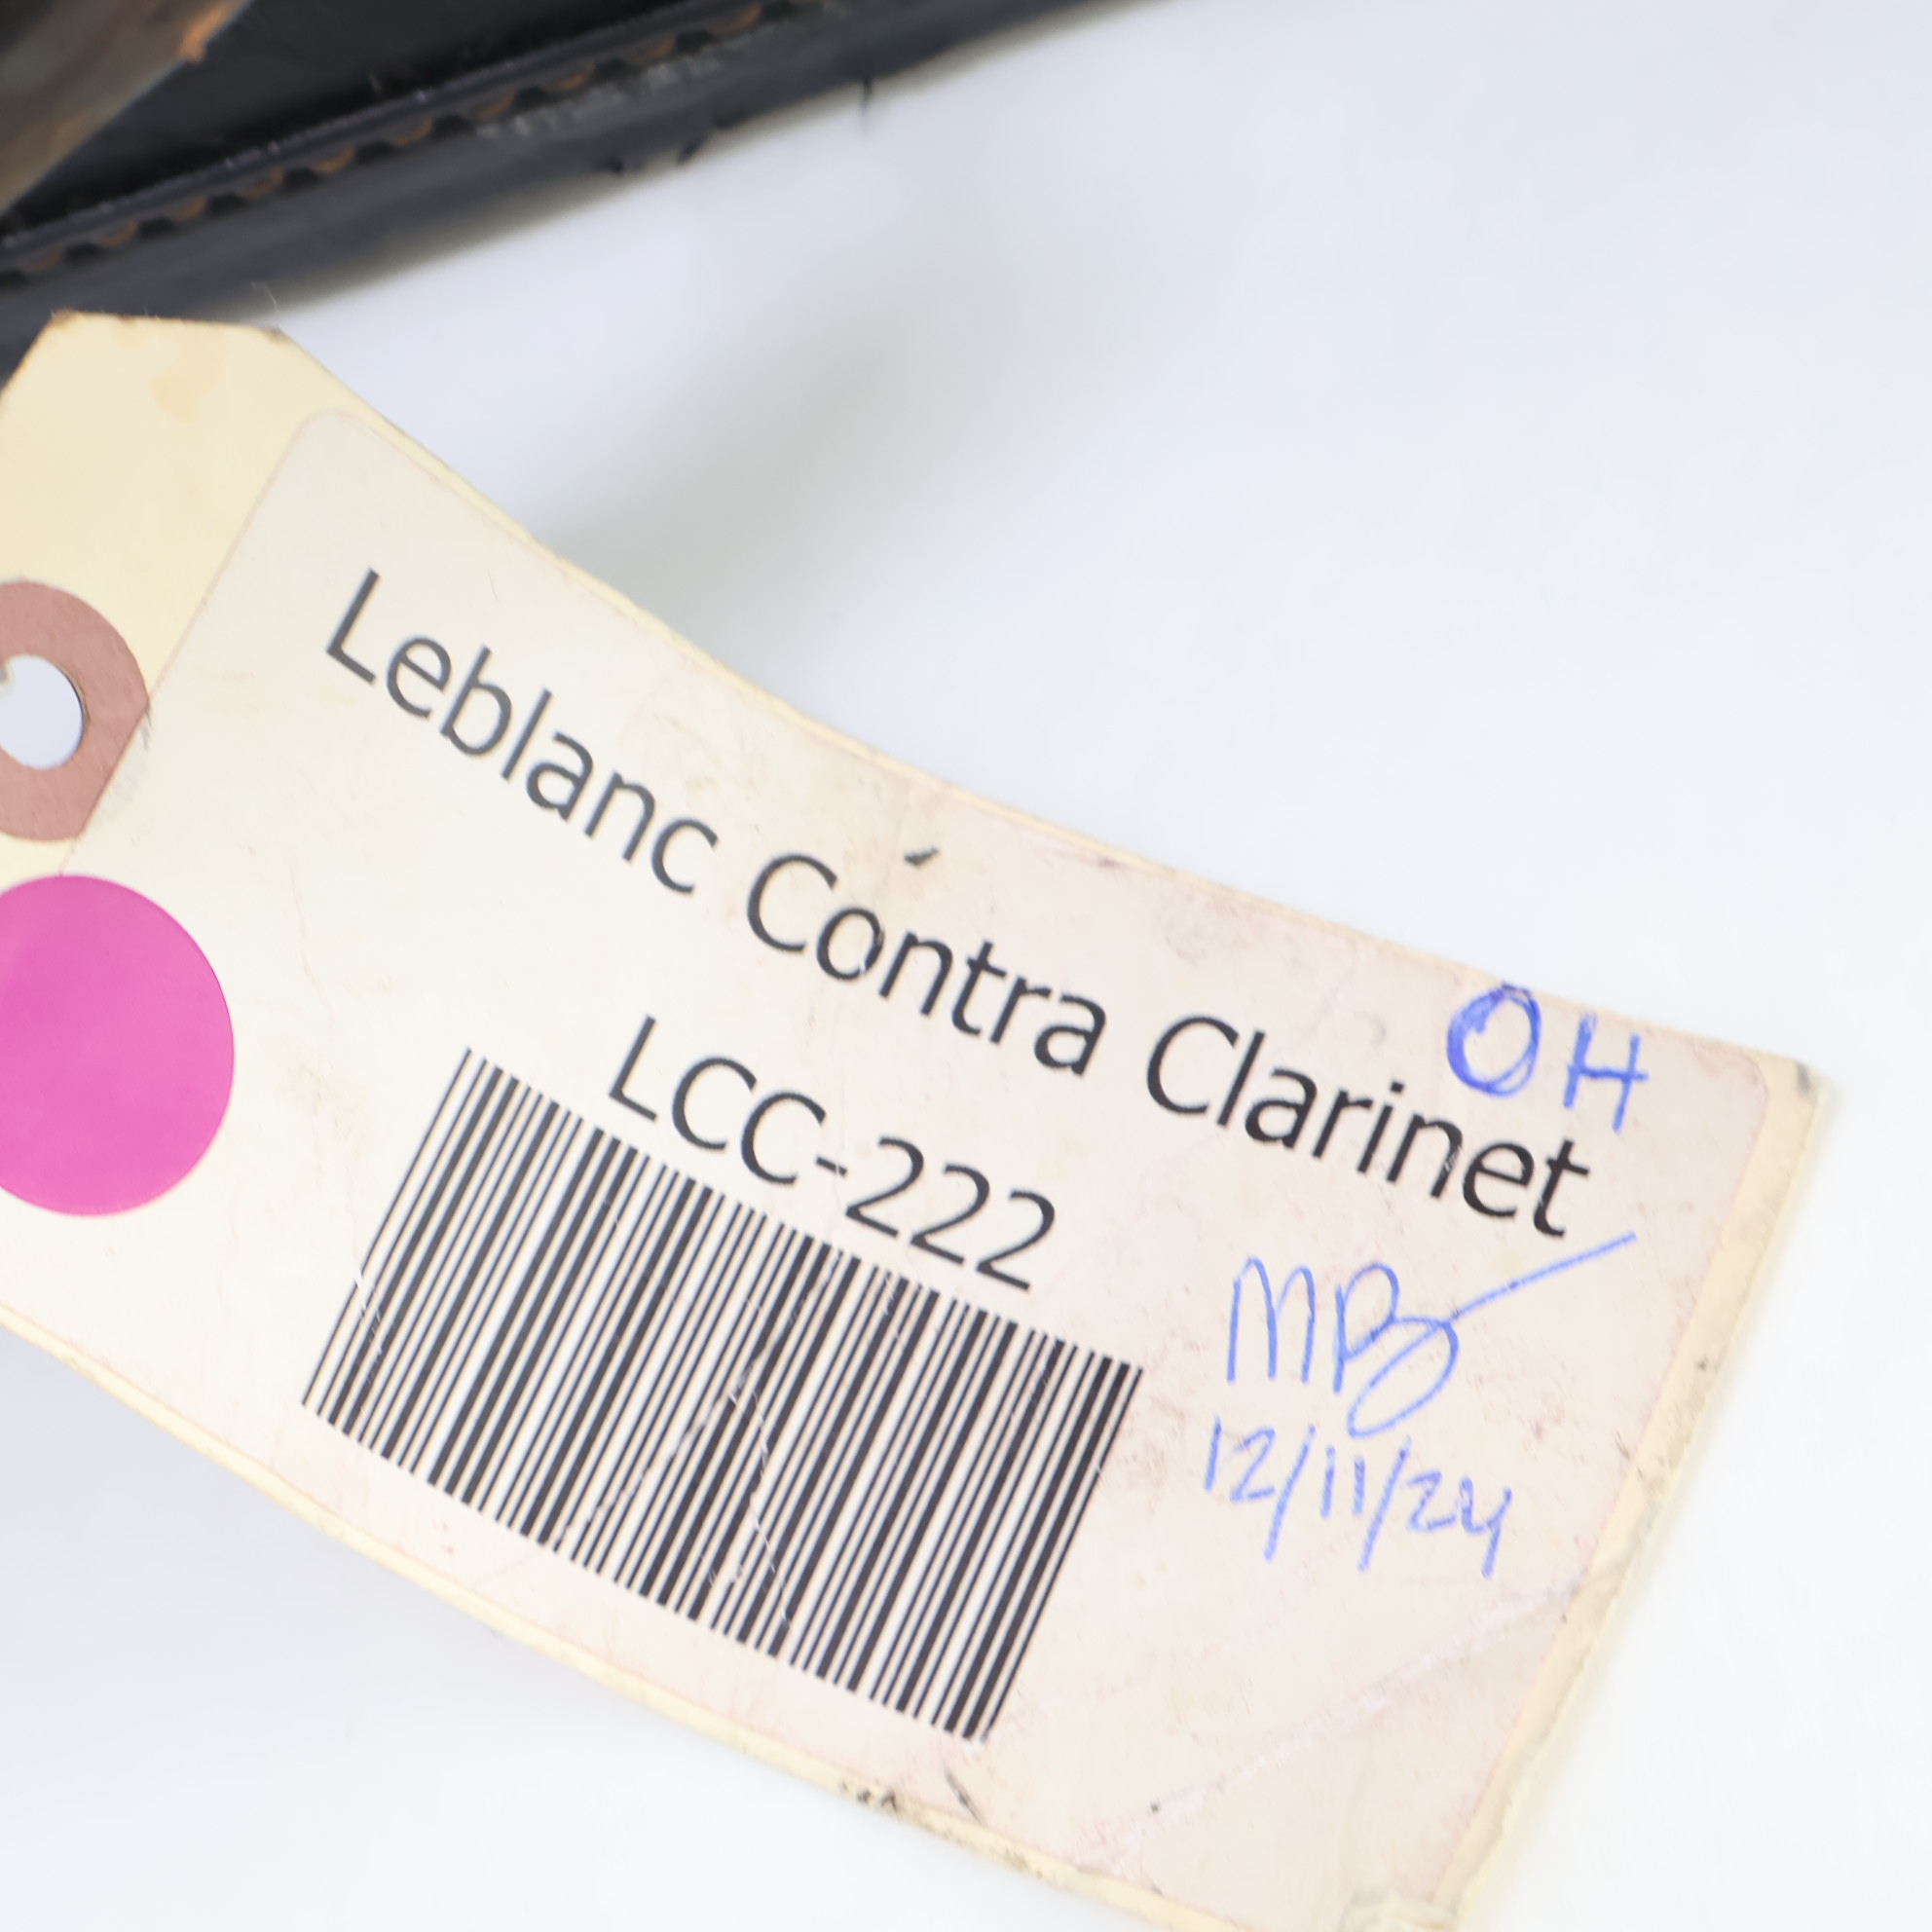 Leblanc Contra Clarinet
OH
LCC-222
MB
12/11/24